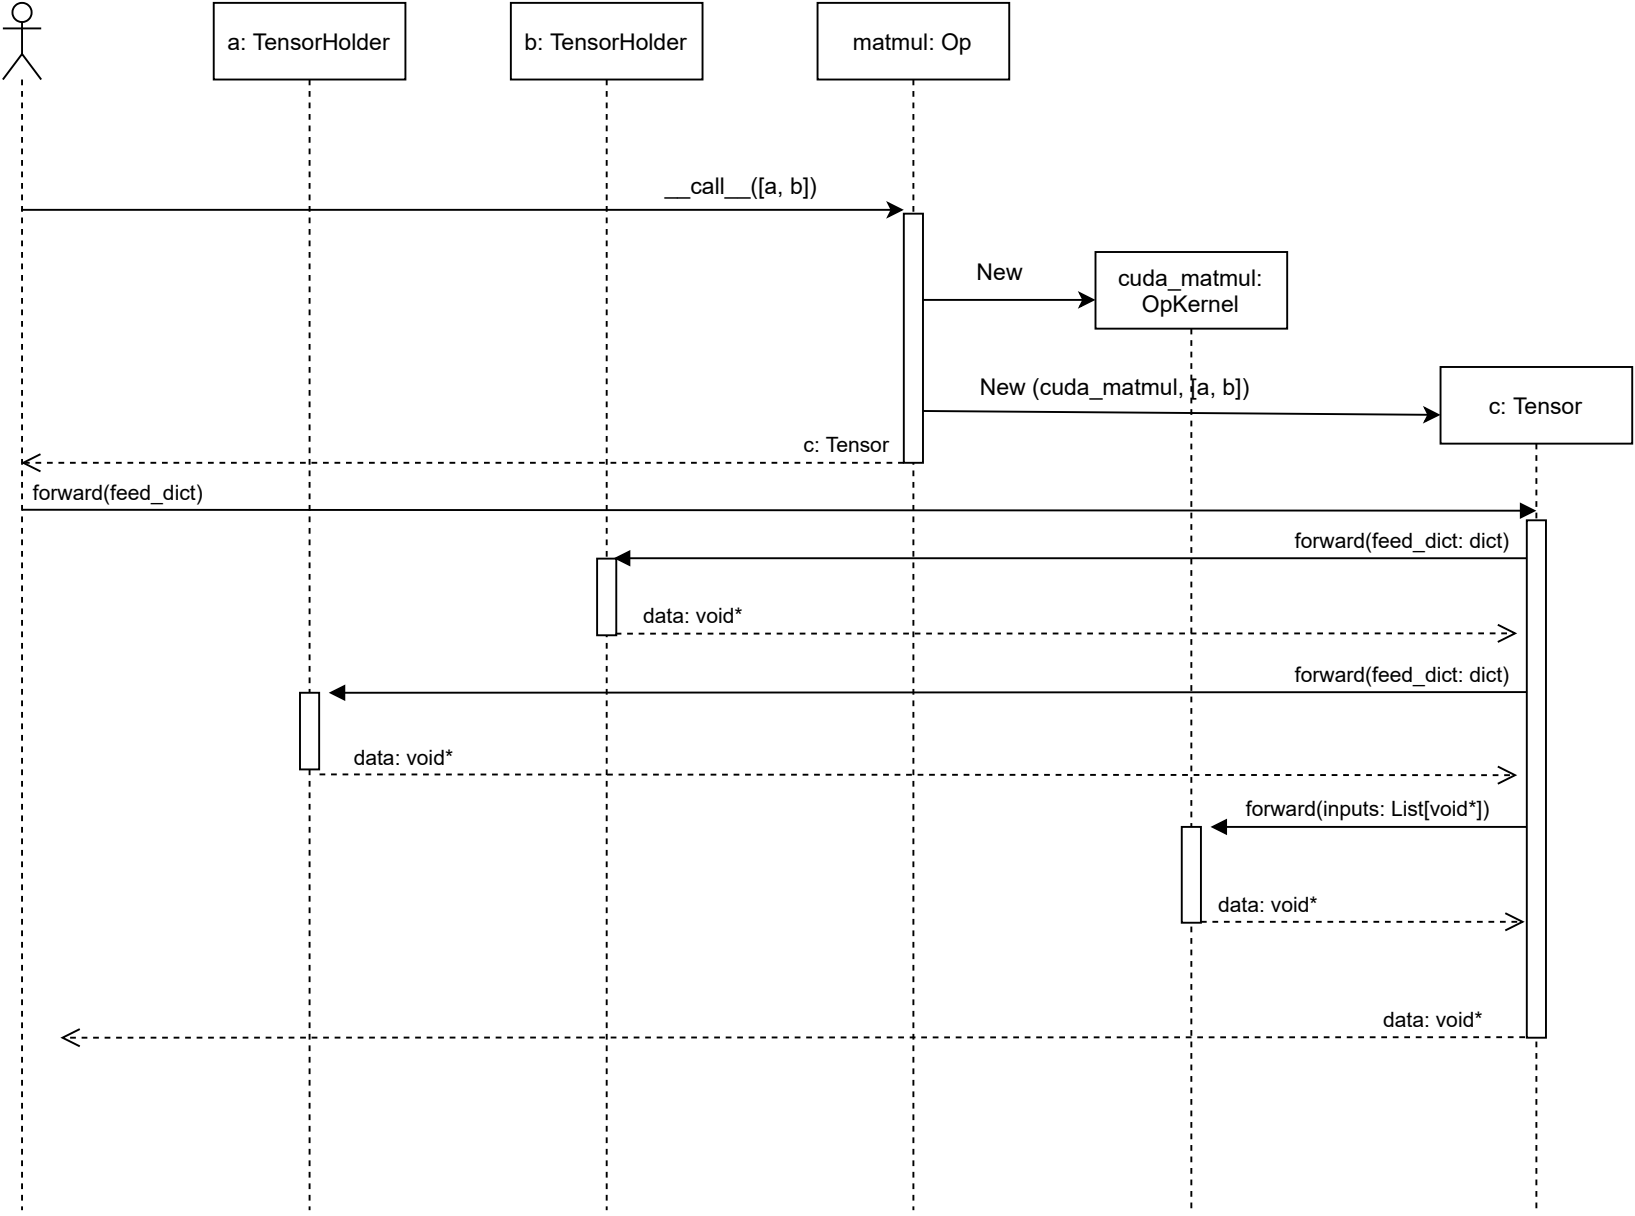 a: TensorHolder
b: TensorHolder
matmul: Op
__call__([a, b])
New
cuda_matmul:
OpKernel
New (cuda_matmul, [a, b])
c: Tensor
c: Tensor
forward(feed_dict)
forward(feed_dict: dict)
data: void*
forward(feed_dict: dict)
data: void*
forward(inputs: List[void*])
data: void*
data: void*